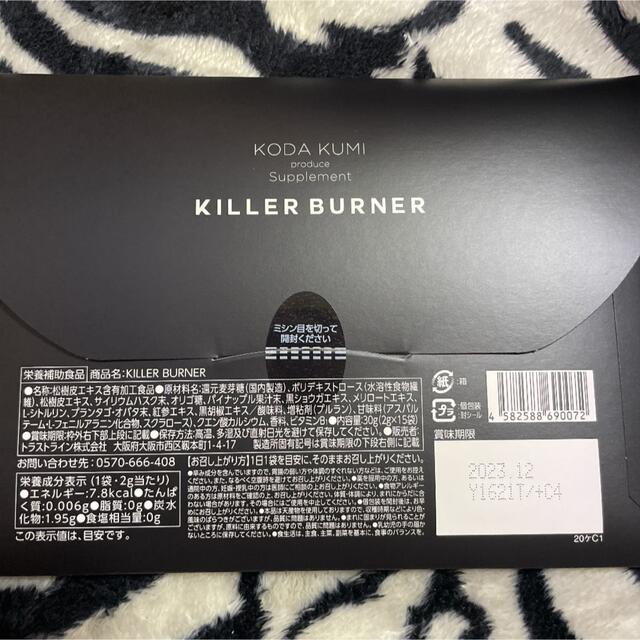 KODA KUMI
produce
Supplement
KILLER BURNER
ミシン目を切って
開封ください
栄養補助食品 商品名:KILLER BURNER
●名称:松樹皮エキス含有加工食品●原材料名:還元麦芽糖(国内製造)、ポリデキストロース(水溶性食物繊
維)、松樹皮エキス、サイリウムハスク末、オリゴ糖、パイナップル果汁末、黒ショウガエキス、メリロートエキス、
L-シトルリン、プランタゴ・オバタ末、紅参エキス、黒胡椒エキス/酸味料、増粘剤(プルラン)、甘味料(アスパル
テーム・L-フェニルアラニン化合物、スクラロース)、クエン酸カルシウム、香料、ビタミンB1●内容量:30g(2g×15袋)
●賞味期限:枠外右下部上段に記載●保存方法:高温、多湿及び直射日光を避けて保存してください。●販売者:
トラストライン株式会社 大阪府大阪市西区靱本町1-4-17 製造所固有記号は賞味期限の下段右側に記載
お問い合わせ先:0570-666-408
栄養成分表示(1袋・2g当たり)
●エネルギー:7.8kcal●たんぱ
く質:0.006g●脂質:0g●炭水
化物:1.95g●食塩相当量:0g
この表示値は、目安です。
【お召し上がり方】1日1袋を目安に、そのままお召し上がりください。
紙
:箱
プラ
:個包装
封シール
4582588690072
賞味期限
2023.12
Y1621T/+C4
20ケC1